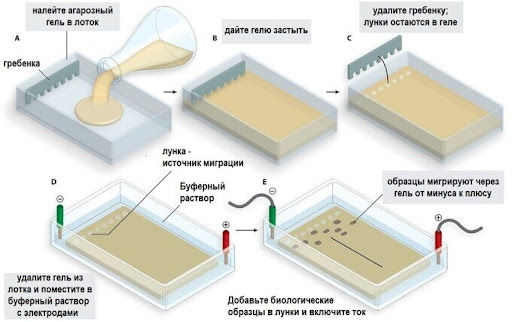 налейте агарозный
гель в лоток
A
гребенка
B
дайте гелю застыть
C
удалите гребенку;
лунки остаются в геле
D
лунка -
источник миграции
Буферный
раствор
удалите гель из
лотка и поместите в
буферный раствор
с электродами
E
образцы мигрируют через
гель от минуса к плюсу
Добавьте биологические
образцы в лунки и включите ток